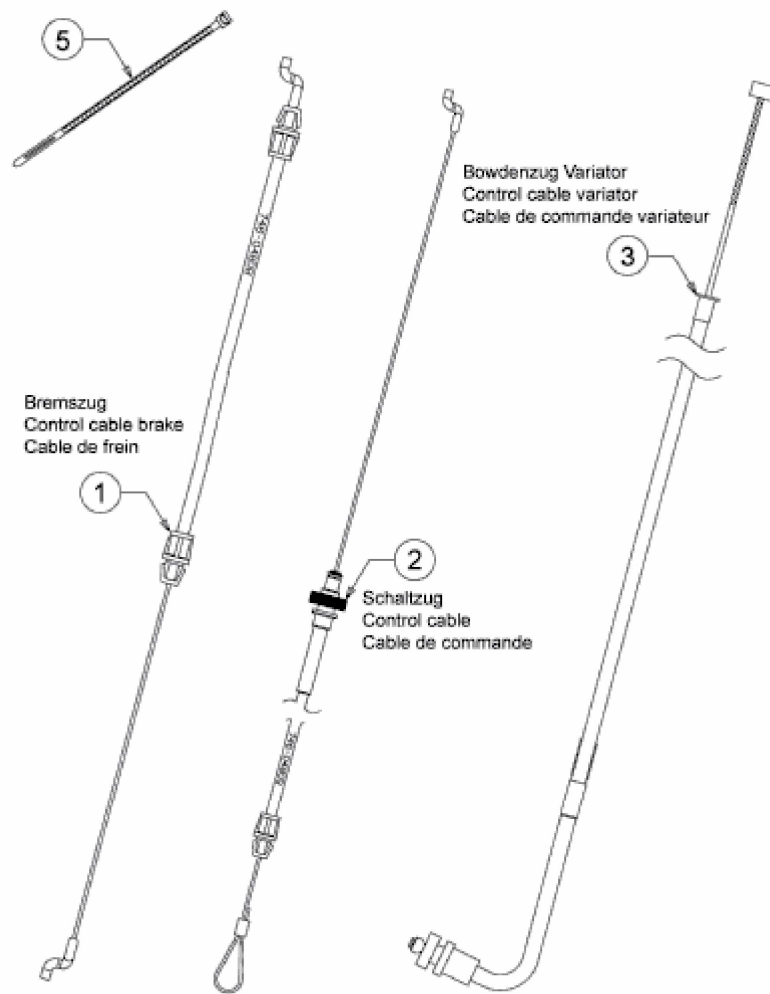 5
Bowdenzug Variator
Control cable variator
Cable de commande variateur
3
Bremszug
Control cable brake
Cable de frein
1
2
Schaltzug
Control cable
Cable de commande